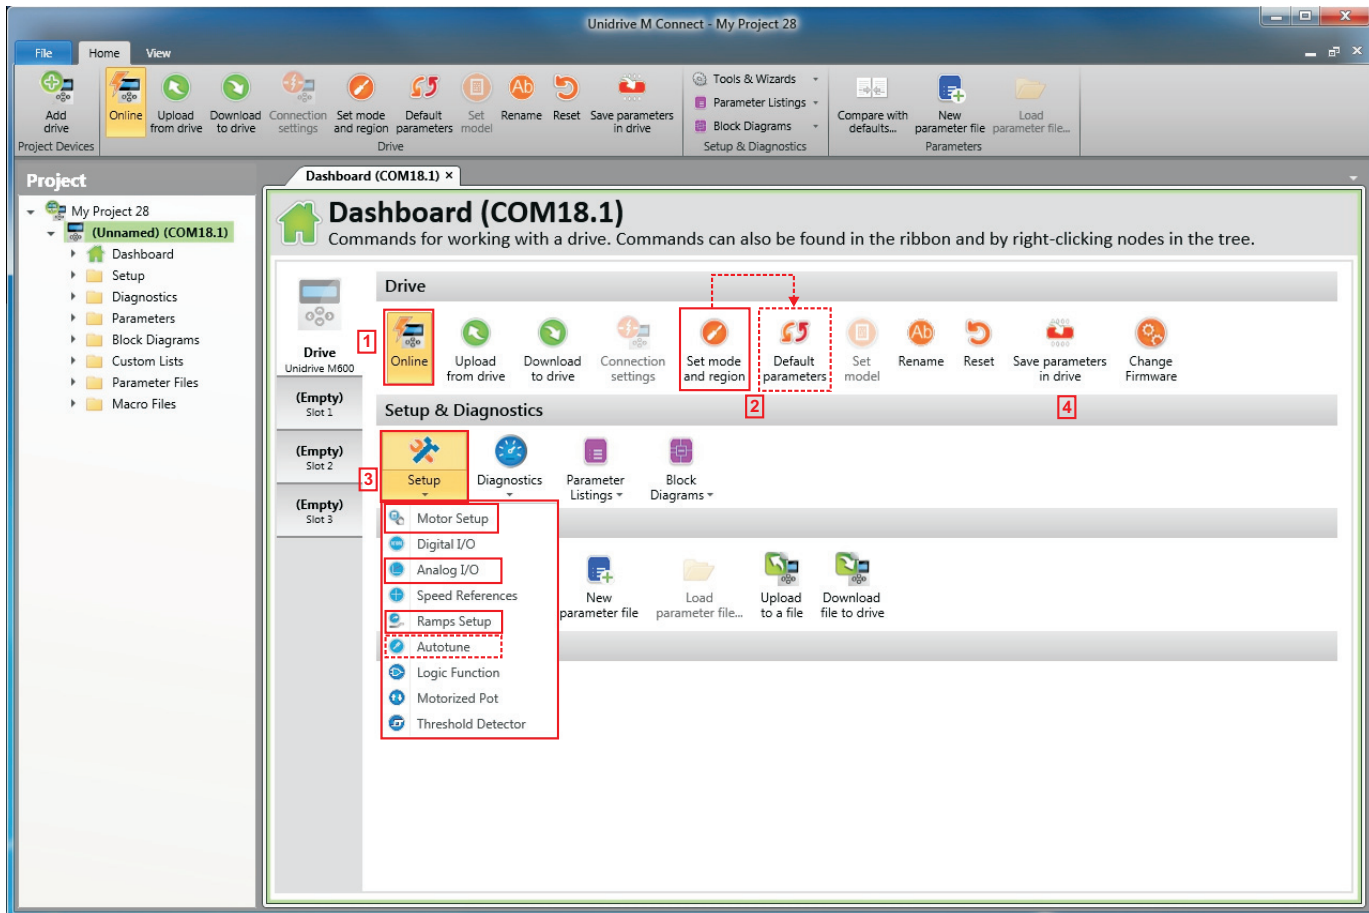 Unidrive M Connect - My Project 28
File Home View
Add drive
Online
Upload from drive
Download to drive
Connection settings
Set mode and region
Default parameters
Set model
Rename
Reset
Save parameters in drive
Tools & Wizards
Parameter Listings
Block Diagrams
Compare with defaults...
New parameter file
Load parameter file...
Project Devices
Drive
Setup & Diagnostics
Parameters
Project
My Project 28
(Unnamed) (COM18.1)
Dashboard
Setup
Diagnostics
Parameters
Block Diagrams
Custom Lists
Parameter Files
Macro Files
Dashboard (COM18.1) ×
Dashboard (COM18.1)
Commands for working with a drive. Commands can also be found in the ribbon and by right-clicking nodes in the tree.
Drive
Unidrive M600
(Empty)
Slot 1
(Empty)
Slot 2
(Empty)
Slot 3
Drive
1
Online
Upload from drive
Download to drive
Connection settings
Set mode and region
Default parameters
Set model
Rename
Reset
Save parameters in drive
Change Firmware
2
4
Setup & Diagnostics
3
Setup
Diagnostics
Parameter Listings
Block Diagrams
Motor Setup
Digital I/O
Analog I/O
Speed References
Ramps Setup
Autotune
Logic Function
Motorized Pot
Threshold Detector
New parameter file
Load parameter file...
Upload to a file
Download file to drive